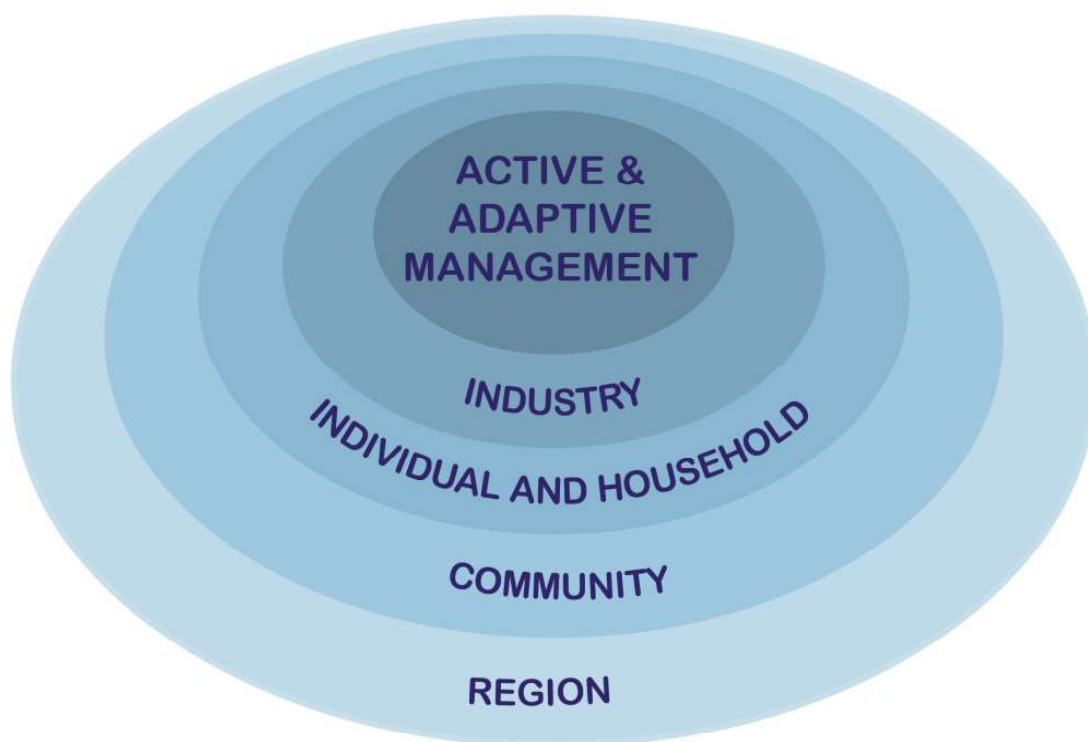 ACTIVE &
ADAPTIVE
MANAGEMENT
INDUSTRY
INDIVIDUAL AND HOUSEHOLD
COMMUNITY
REGION